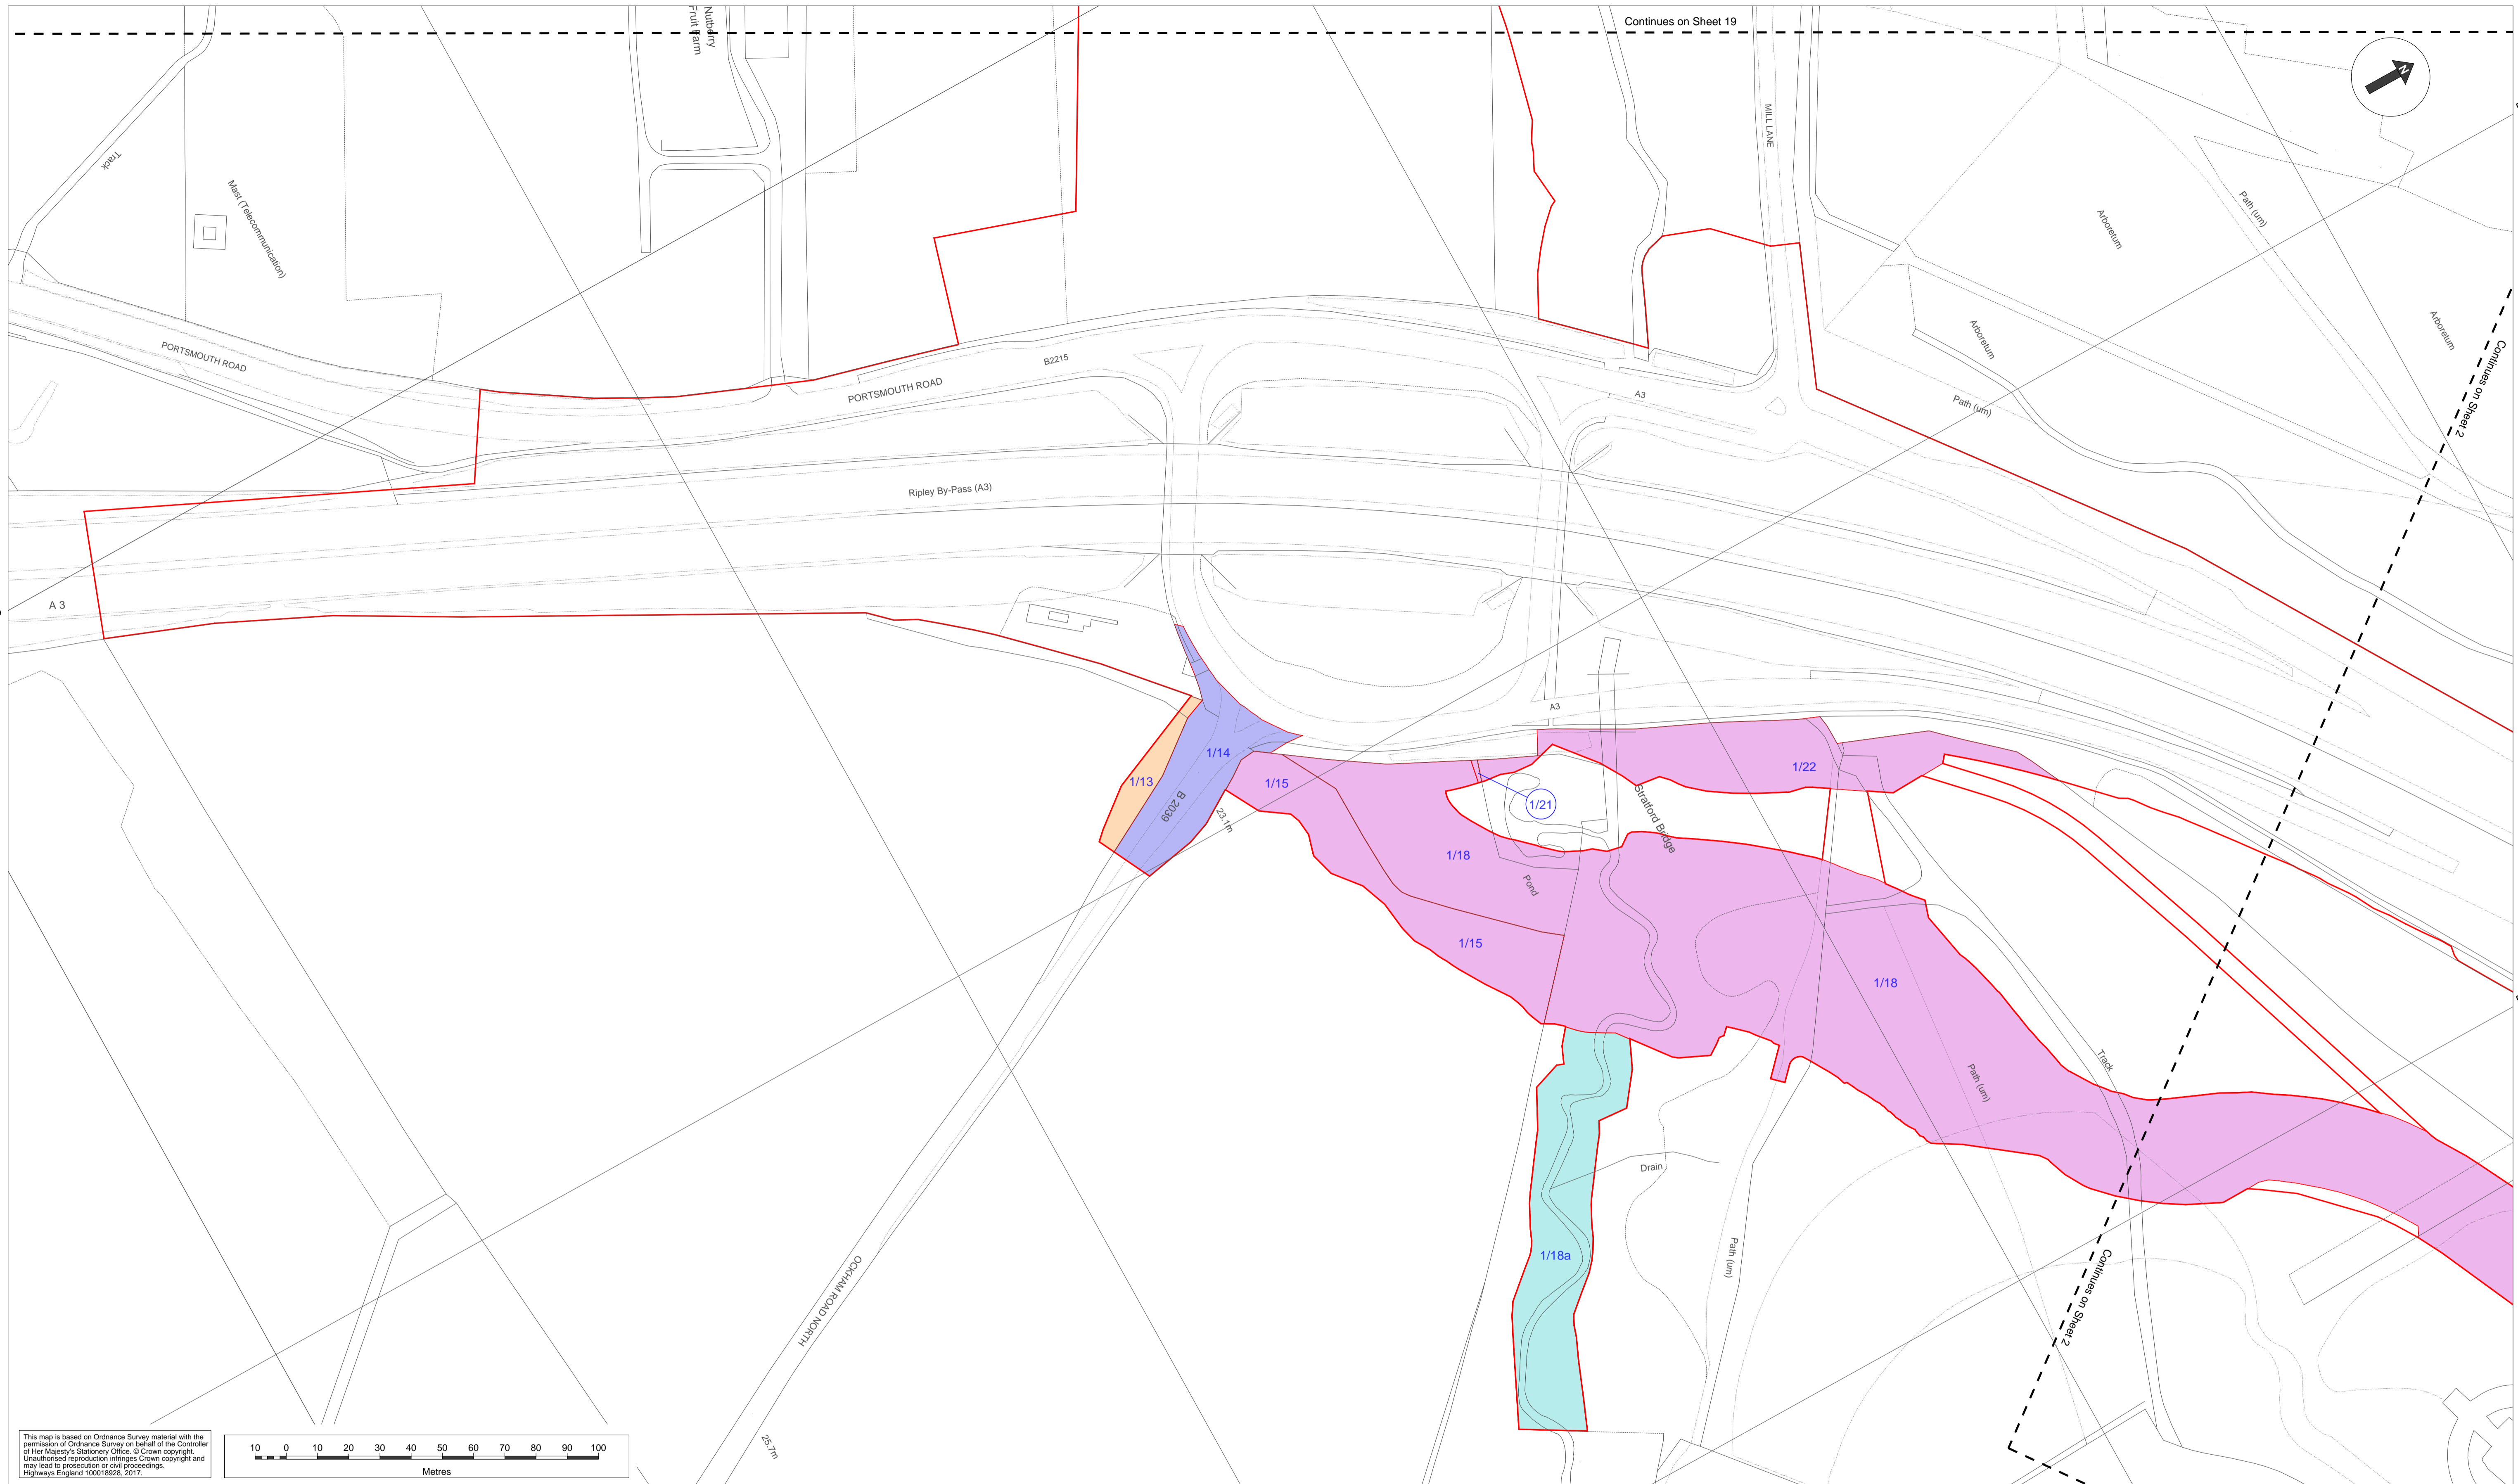 Continues on Sheet 19
Nutberry
Fruit Farm
N
MILL LANE
Track
Mast (Telecommunication)
Path (um)
Arboretum
Arboretum
Arboretum
Continues on Sheet 2
PORTSMOUTH ROAD
B2215
PORTSMOUTH ROAD
A3
Path (um)
Ripley By-Pass (A3)
A 3
A3
1/14
1/13
1/15
1/22
B 2039
23.1m
1/21
Stratford Bridge
1/18
Pond
1/15
1/18
Track
Path (um)
Drain
Path (um)
1/18a
OCKHAM ROAD NORTH
Continues on Sheet 2
25.7m
This map is based on Ordnance Survey material with the
permission of Ordnance Survey on behalf of the Controller
of Her Majesty's Stationery Office. © Crown copyright.
Unauthorised reproduction infringes Crown copyright and
may lead to prosecution or civil proceedings.
Highways England 100018928, 2017.
10 0 10 20 30 40 50 60 70 80 90 100
Metres